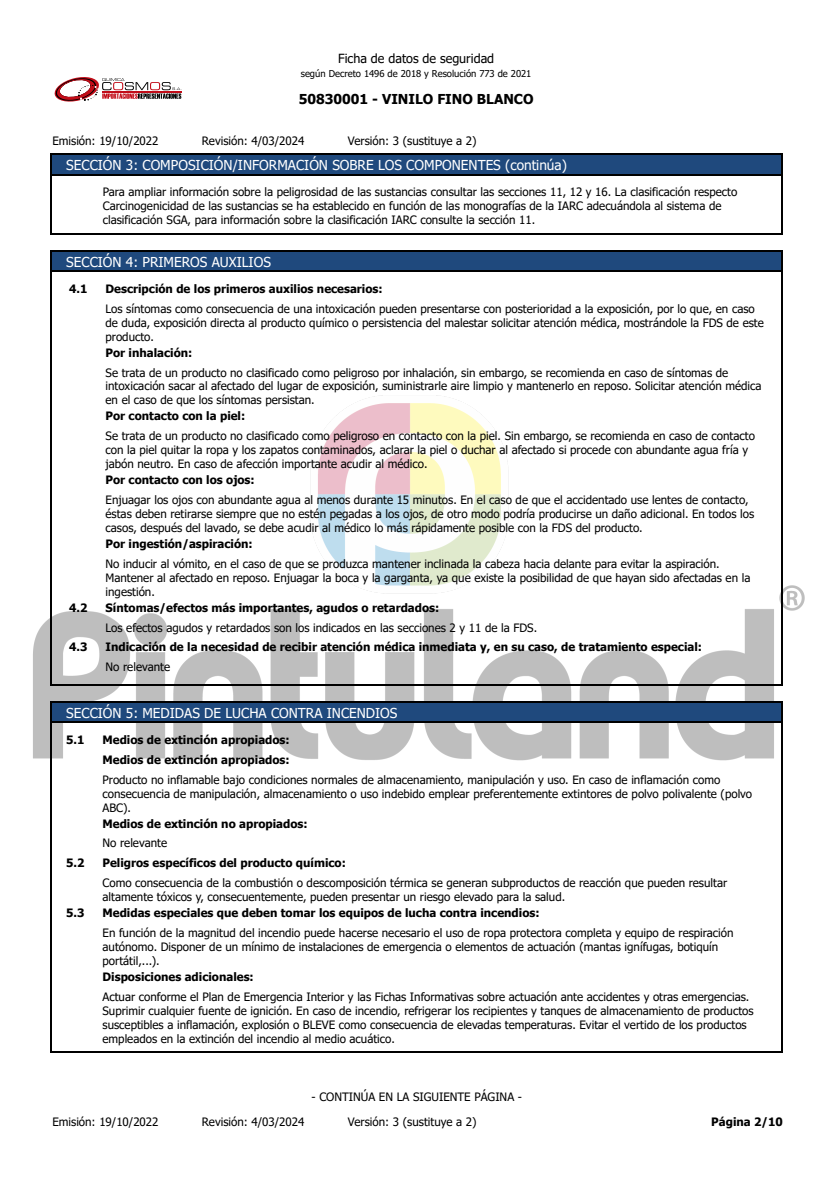 Ficha de datos de seguridad
según Decreto 1496 de 2018 y Resolución 773 de 2021
QUIMICA
COSMOS S.A.
IMPORTACIONES REPRESENTACIONES
50830001 - VINILO FINO BLANCO
Emisión: 19/10/2022 Revisión: 4/03/2024 Versión: 3 (sustituye a 2)
SECCIÓN 3: COMPOSICIÓN/INFORMACIÓN SOBRE LOS COMPONENTES (continúa)
Para ampliar información sobre la peligrosidad de las sustancias consultar las secciones 11, 12 y 16. La clasificación respecto
Carcinogenicidad de las sustancias se ha establecido en función de las monografías de la IARC adecuándola al sistema de
clasificación SGA, para información sobre la clasificación IARC consulte la sección 11.
SECCIÓN 4: PRIMEROS AUXILIOS
4.1 Descripción de los primeros auxilios necesarios:
Los síntomas como consecuencia de una intoxicación pueden presentarse con posterioridad a la exposición, por lo que, en caso
de duda, exposición directa al producto químico o persistencia del malestar solicitar atención médica, mostrándole la FDS de este
producto.
Por inhalación:
Se trata de un producto no clasificado como peligroso por inhalación, sin embargo, se recomienda en caso de síntomas de
intoxicación sacar al afectado del lugar de exposición, suministrarle aire limpio y mantenerlo en reposo. Solicitar atención médica
en el caso de que los síntomas persistan.
Por contacto con la piel:
Se trata de un producto no clasificado como peligroso en contacto con la piel. Sin embargo, se recomienda en caso de contacto
con la piel quitar la ropa y los zapatos contaminados, aclarar la piel o duchar al afectado si procede con abundante agua fría y
jabón neutro. En caso de afección importante acudir al médico.
Por contacto con los ojos:
Enjuagar los ojos con abundante agua al menos durante 15 minutos. En el caso de que el accidentado use lentes de contacto,
éstas deben retirarse siempre que no estén pegadas a los ojos, de otro modo podría producirse un daño adicional. En todos los
casos, después del lavado, se debe acudir al médico lo más rápidamente posible con la FDS del producto.
Por ingestión/aspiración:
No inducir al vómito, en el caso de que se produzca mantener inclinada la cabeza hacia delante para evitar la aspiración.
Mantener al afectado en reposo. Enjuagar la boca y la garganta, ya que existe la posibilidad de que hayan sido afectadas en la
ingestión.
4.2 Síntomas/efectos más importantes, agudos o retardados:
Los efectos agudos y retardados son los indicados en las secciones 2 y 11 de la FDS.
4.3 Indicación de la necesidad de recibir atención médica inmediata y, en su caso, de tratamiento especial:
No relevante
Pintuland®
SECCIÓN 5: MEDIDAS DE LUCHA CONTRA INCENDIOS
5.1 Medios de extinción apropiados:
Medios de extinción apropiados:
Producto no inflamable bajo condiciones normales de almacenamiento, manipulación y uso. En caso de inflamación como
consecuencia de manipulación, almacenamiento o uso indebido emplear preferentemente extintores de polvo polivalente (polvo
ABC).
Medios de extinción no apropiados:
No relevante
5.2 Peligros específicos del producto químico:
Como consecuencia de la combustión o descomposición térmica se generan subproductos de reacción que pueden resultar
altamente tóxicos y, consecuentemente, pueden presentar un riesgo elevado para la salud.
5.3 Medidas especiales que deben tomar los equipos de lucha contra incendios:
En función de la magnitud del incendio puede hacerse necesario el uso de ropa protectora completa y equipo de respiración
autónomo. Disponer de un mínimo de instalaciones de emergencia o elementos de actuación (mantas ignífugas, botiquín
portátil,...).
Disposiciones adicionales:
Actuar conforme el Plan de Emergencia Interior y las Fichas Informativas sobre actuación ante accidentes y otras emergencias.
Suprimir cualquier fuente de ignición. En caso de incendio, refrigerar los recipientes y tanques de almacenamiento de productos
susceptibles a inflamación, explosión o BLEVE como consecuencia de elevadas temperaturas. Evitar el vertido de los productos
empleados en la extinción del incendio al medio acuático.
- CONTINÚA EN LA SIGUIENTE PÁGINA -
Emisión: 19/10/2022 Revisión: 4/03/2024 Versión: 3 (sustituye a 2) Página 2/10